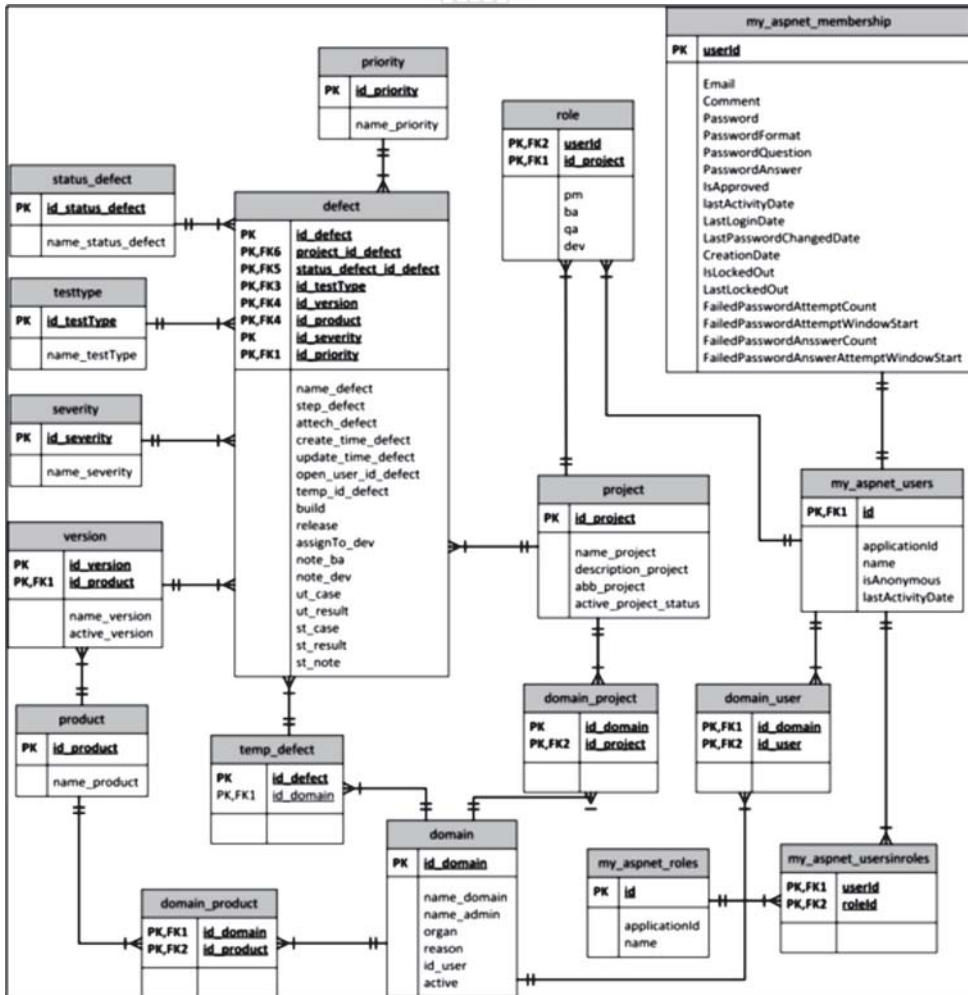 my_aspnet_membership
PK userId
Email
Comment
Password
PasswordFormat
PasswordQuestion
PasswordAnswer
IsApproved
lastActivityDate
LastLoginDate
LastPasswordChangedDate
CreationDate
IsLockedOut
LastLockedOut
FailedPasswordAttemptCount
FailedPasswordAttemptWindowStart
FailedPasswordAnsswerCount
FailedPasswordAnswerAttemptWindowStart
priority
PK id_priority
name_priority
role
PK,FK2 userId
PK,FK1 id_project
pm
ba
qa
dev
status_defect
PK id_status_defect
name_status_defect
defect
PK id_defect
PK,FK6 project_id_defect
PK,FK5 status_defect_id_defect
PK,FK3 id_testType
PK,FK4 id_version
PK,FK4 id_product
PK id_severity
PK,FK1 id_priority
name_defect
step_defect
attech_defect
create_time_defect
update_time_defect
open_user_id_defect
temp_id_defect
build
release
assignTo_dev
note_ba
note_dev
ut_case
ut_result
st_case
st_result
st_note
testtype
PK id_testType
name_testType
severity
PK id_severity
name_severity
project
PK id_project
name_project
description_project
abb_project
active_project_status
my_aspnet_users
PK,FK1 id
applicationId
name
isAnonymous
lastActivityDate
version
PK id_version
PK,FK1 id_product
name_version
active_version
product
PK id_product
name_product
temp_defect
PK id_defect
PK,FK1 id_domain
domain_project
PK id_domain
PK,FK2 id_project
domain_user
PK,FK1 id_domain
PK,FK2 id_user
domain
PK id_domain
name_domain
name_admin
organ
reason
id_user
active
my_aspnet_roles
PK id
applicationId
name
my_aspnet_usersinroles
PK,FK1 userId
PK,FK2 roleId
domain_product
PK,FK1 id_domain
PK,FK2 id_product